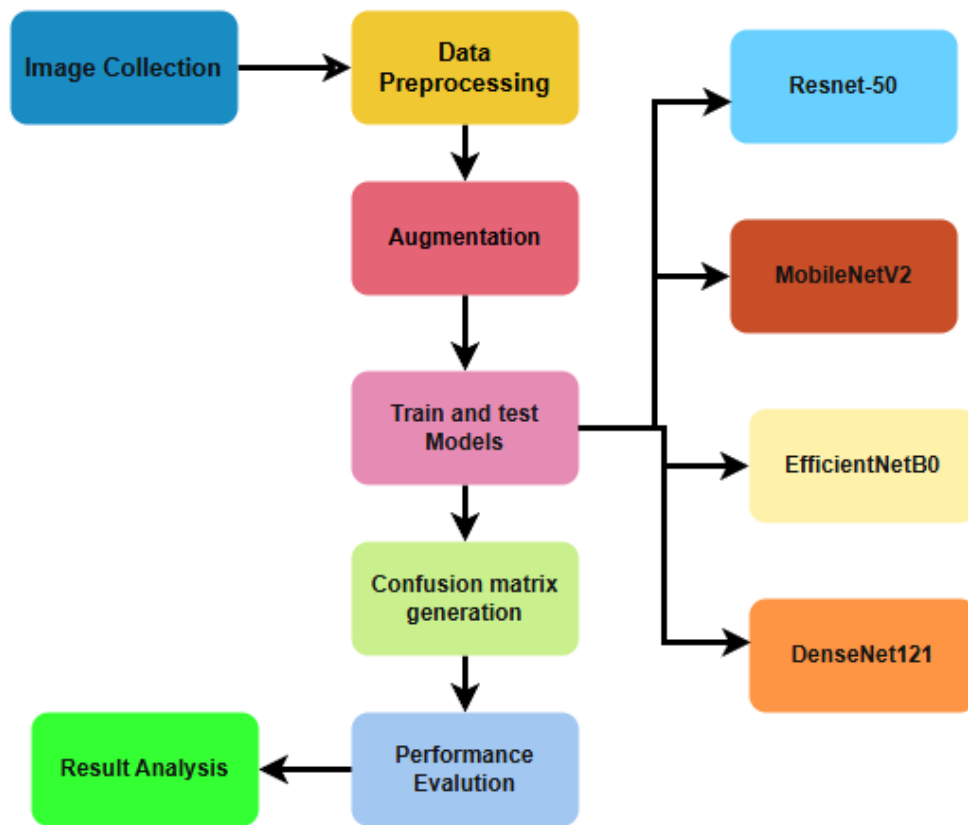 Image Collection
Data
Preprocessing
Resnet-50
Augmentation
MobileNetV2
Train and test
Models
EfficientNetB0
Confusion matrix
generation
DenseNet121
Result Analysis
Performance
Evalution